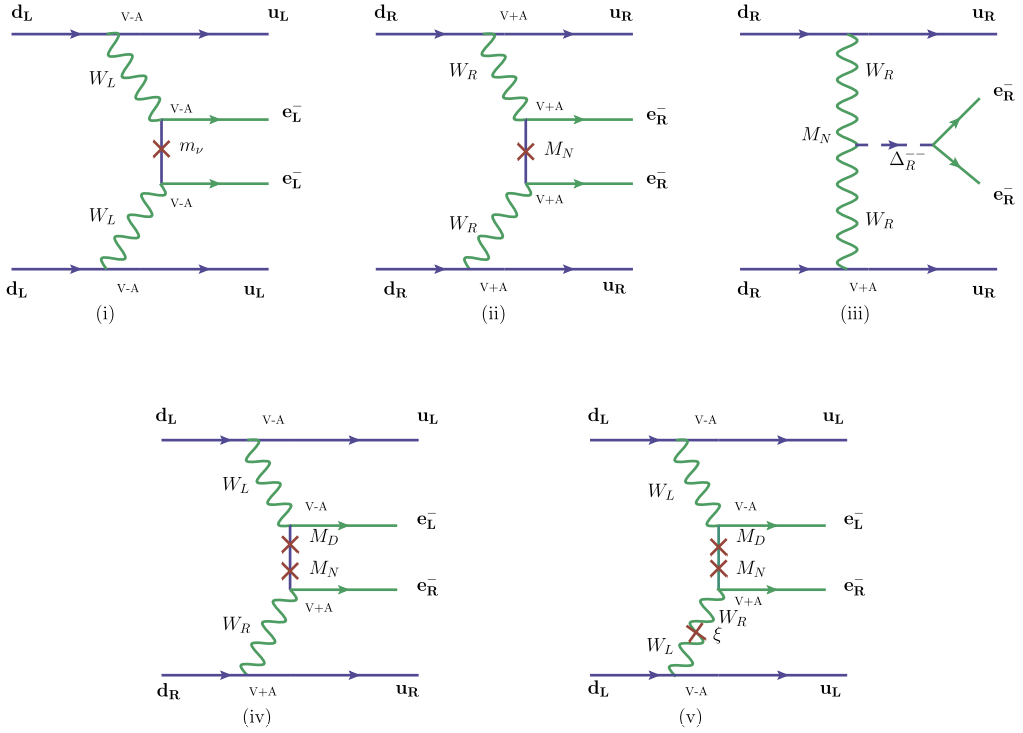 d_L V-A u_L
W_L
V-A
e_L^-
m_ν
e_L^-
W_L
V-A
d_L V-A u_L
(i)
d_R V+A u_R
W_R
V+A
e_R^-
M_N
e_R^-
W_R
V+A
d_R V+A u_R
(ii)
d_R u_R
W_R
e_R^-
M_N
Δ_R^{--}
e_R^-
W_R
d_R V+A u_R
(iii)
d_L V-A u_L
W_L
V-A
e_L^-
M_D
M_N
e_R^-
V+A
W_R
d_R V+A u_R
(iv)
d_L V-A u_L
W_L
V-A
e_L^-
M_D
M_N
e_R^-
V+A
W_R
ξ
W_L
d_L V-A u_L
(v)